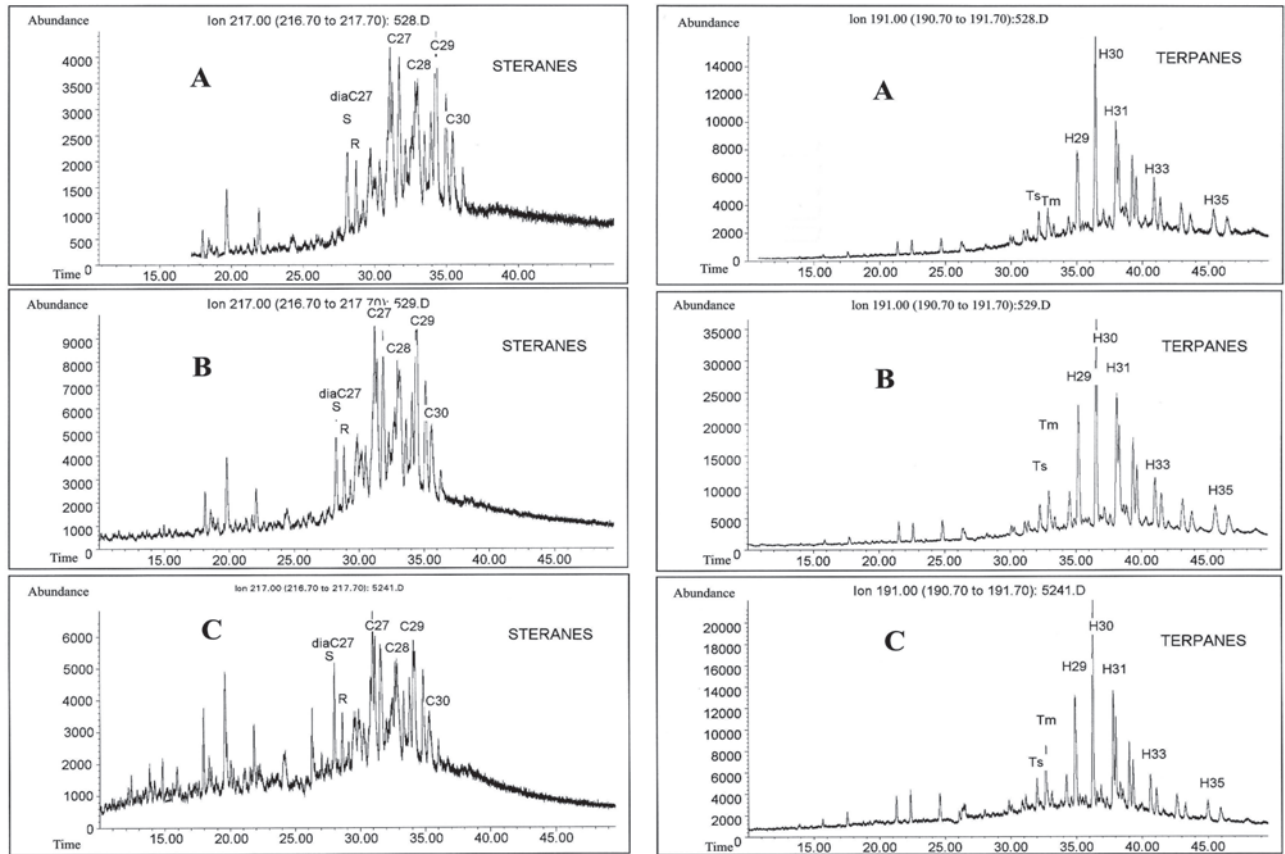 Abundance
Ion 217.00 (216.70 to 217.70): 528.D
4000
3500
3000
2500
2000
1500
1000
500
0
A
STERANES
diaC27
S
R
C27
C28
C29
C30
Time
15.00 20.00 25.00 30.00 35.00 40.00
Abundance
Ion 217.00 (216.70 to 217.70): 529.D
9000
8000
7000
6000
5000
4000
3000
2000
1000
0
B
STERANES
diaC27
S
R
C27
C28
C29
C30
Time
15.00 20.00 25.00 30.00 35.00 40.00 45.00
Abundance
Ion 217.00 (216.70 to 217.70): 5241.D
6000
5000
4000
3000
2000
1000
0
C
STERANES
diaC27
S
R
C27
C28
C29
C30
Time
15.00 20.00 25.00 30.00 35.00 40.00 45.00
Abundance
Ion 191.00 (190.70 to 191.70):528.D
14000
12000
10000
8000
6000
4000
2000
0
A
TERPANES
Ts
Tm
H29
H30
H31
H33
H35
Time
15.00 20.00 25.00 30.00 35.00 40.00 45.00
Abundance
Ion 191.00 (190.70 to 191.70):529.D
35000
30000
25000
20000
15000
10000
5000
0
B
TERPANES
Tm
Ts
H29
H30
H31
H33
H35
Time
15.00 20.00 25.00 30.00 35.00 40.00 45.00
Abundance
Ion 191.00 (190.70 to 191.70): 5241.D
20000
18000
16000
14000
12000
10000
8000
6000
4000
2000
0
C
TERPANES
Tm
Ts
H29
H30
H31
H33
H35
Time
15.00 20.00 25.00 30.00 35.00 40.00 45.00